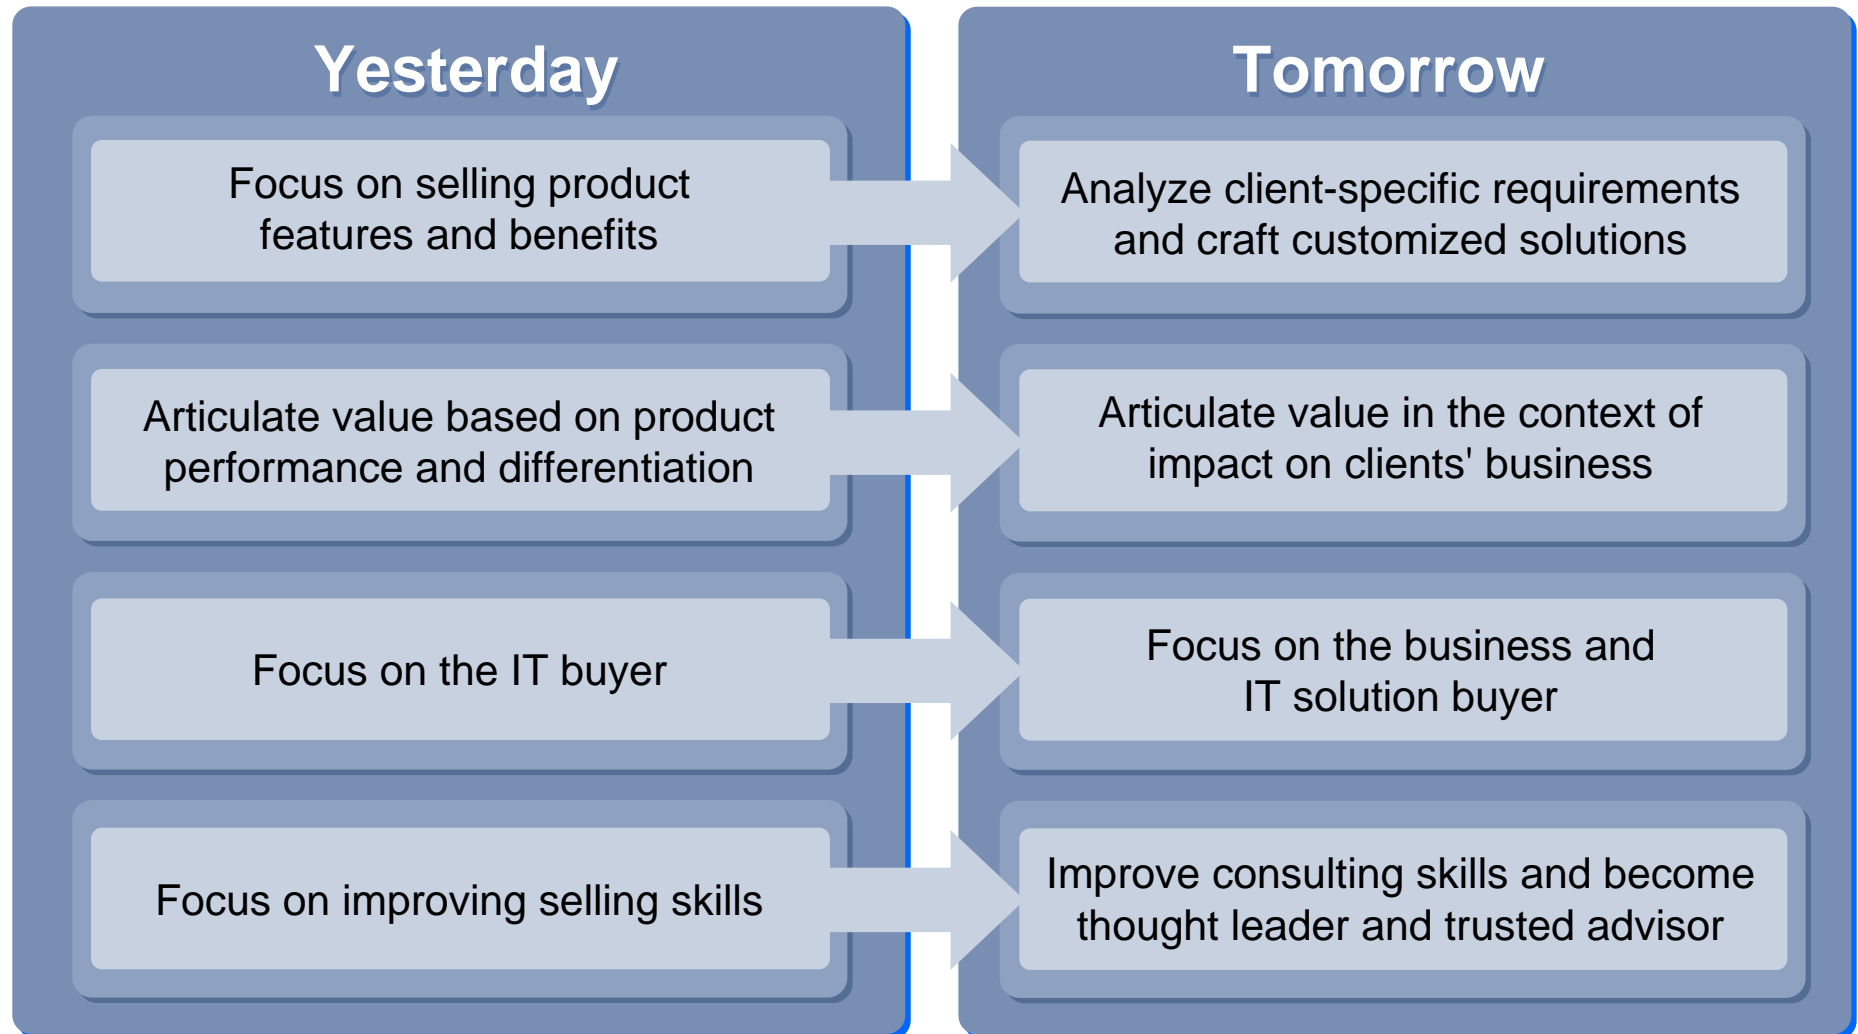 Yesterday
Focus on selling product
features and benefits
Articulate value based on product
performance and differentiation
Focus on the IT buyer
Focus on improving selling skills
Tomorrow
Analyze client-specific requirements
and craft customized solutions
Articulate value in the context of
impact on clients' business
Focus on the business and
IT solution buyer
Improve consulting skills and become
thought leader and trusted advisor